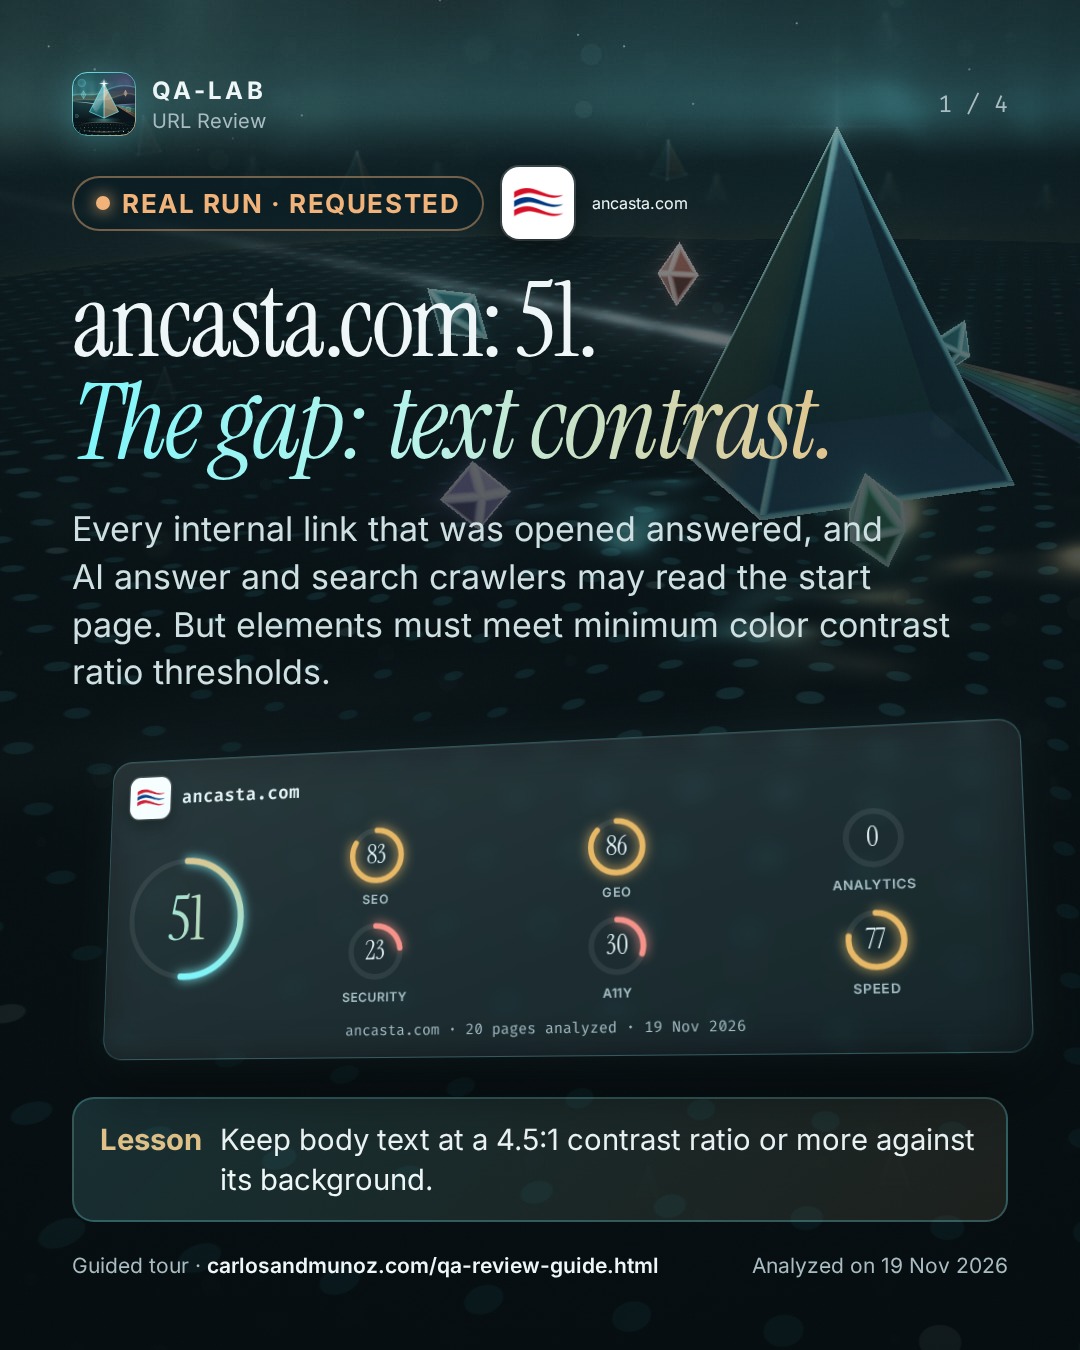 QA-LAB
URL Review
1 / 4
REAL RUN · REQUESTED
ancasta.com
ancasta.com: 51.
The gap: text contrast.
Every internal link that was opened answered, and
AI answer and search crawlers may read the start
page. But elements must meet minimum color contrast
ratio thresholds.
ancasta.com
51
83
SEO
86
GEO
0
ANALYTICS
23
SECURITY
30
A11Y
77
SPEED
ancasta.com · 20 pages analyzed · 19 Nov 2026
Lesson Keep body text at a 4.5:1 contrast ratio or more against
its background.
Guided tour · carlosandmunoz.com/qa-review-guide.html
Analyzed on 19 Nov 2026